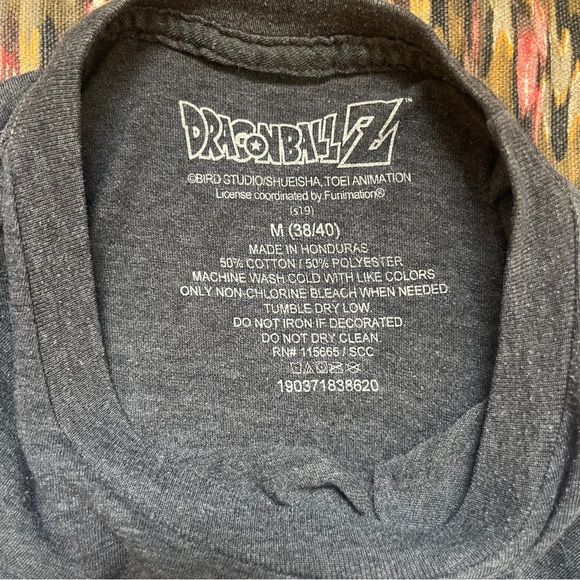 DRAGONBALL Z™
©BIRD STUDIO/SHUEISHA, TOEI ANIMATION
License coordinated by Funimation®
(s19)
M (38/40)
MADE IN HONDURAS
50% COTTON / 50% POLYESTER
MACHINE WASH COLD WITH LIKE COLORS
ONLY NON-CHLORINE BLEACH WHEN NEEDED
TUMBLE DRY LOW
DO NOT IRON IF DECORATED.
DO NOT DRY CLEAN.
RN# 115665 / SCC
190371838620